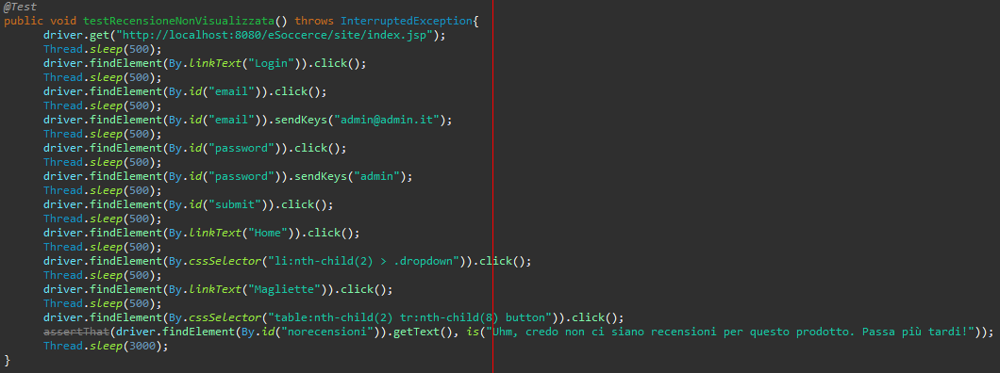 @Test
public void testRecensioneNonVisualizzata() throws InterruptedException{
driver.get("http://localhost:8080/eSoccerce/site/index.jsp");
Thread.sleep(500);
driver.findElement(By.linkText("Login")).click();
Thread.sleep(500);
driver.findElement(By.id("email")).click();
Thread.sleep(500);
driver.findElement(By.id("email")).sendKeys("admin@admin.it");
Thread.sleep(500);
driver.findElement(By.id("password")).click();
Thread.sleep(500);
driver.findElement(By.id("password")).sendKeys("admin");
Thread.sleep(500);
driver.findElement(By.id("submit")).click();
Thread.sleep(500);
driver.findElement(By.linkText("Home")).click();
Thread.sleep(500);
driver.findElement(By.cssSelector("li:nth-child(2) > .dropdown")).click();
Thread.sleep(500);
driver.findElement(By.linkText("Magliette")).click();
Thread.sleep(500);
driver.findElement(By.cssSelector("table:nth-child(2) tr:nth-child(8) button")).click();
assertThat(driver.findElement(By.id("norecensioni")).getText(), is("Uhm, credo non ci siano recensioni per questo prodotto. Passa più tardi!"));
Thread.sleep(3000);
}